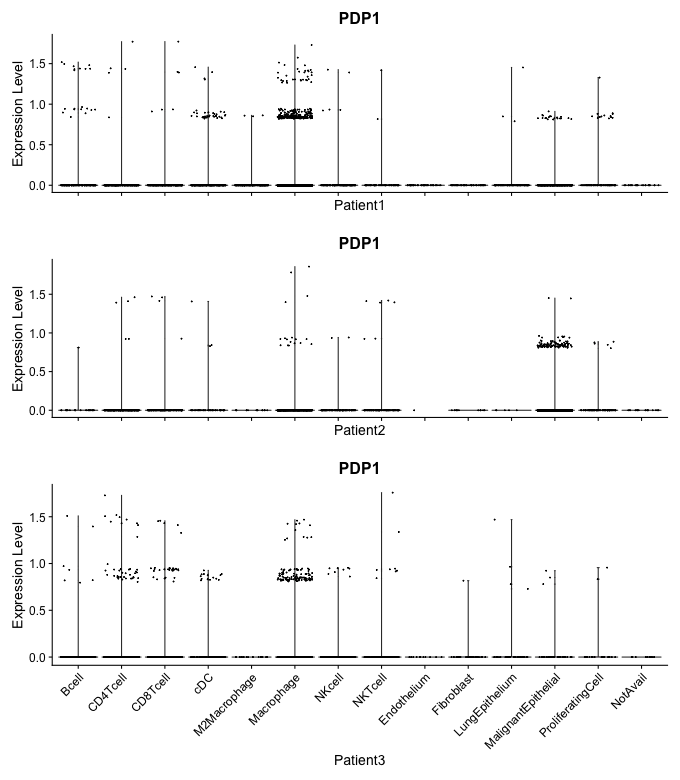 PDP1
Expression Level
1.5
1.0
0.5
0.0
Patient1
PDP1
Expression Level
1.5
1.0
0.5
0.0
Patient2
PDP1
Expression Level
1.5
1.0
0.5
0.0
Bcell
CD4Tcell
CD8Tcell
cDC
M2Macrophage
Macrophage
NKcell
NKTcell
Endothelium
Fibroblast
LungEpithelium
MalignantEpithelial
ProliferatingCell
NotAvail
Patient3